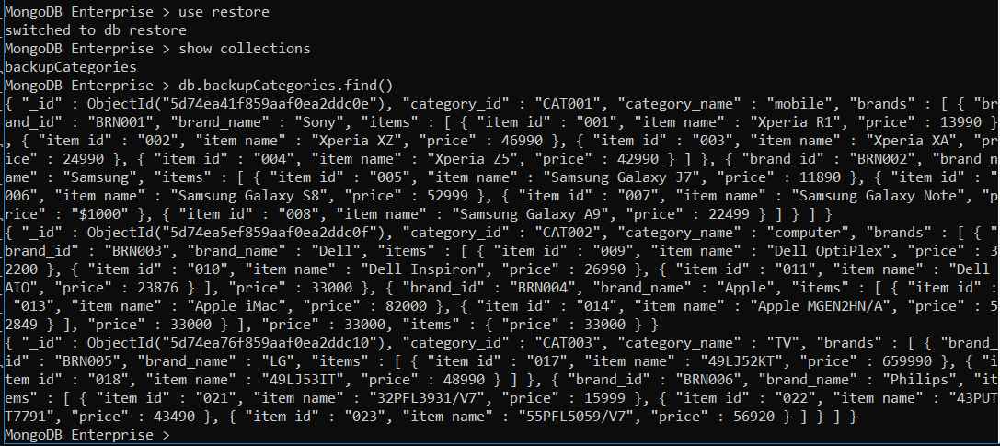 MongoDB Enterprise > use restore
switched to db restore
MongoDB Enterprise > show collections
backupCategories
MongoDB Enterprise > db.backupCategories.find()
{ "_id" : ObjectId("5d74ea41f859aaf0ea2ddc0e"), "category_id" : "CAT001", "category_name" : "mobile", "brands" : [ { "br
and_id" : "BRN001", "brand_name" : "Sony", "items" : [ { "item id" : "001", "item name" : "Xperia R1", "price" : 13990 }
, { "item id" : "002", "item name" : "Xperia XZ", "price" : 46990 }, { "item id" : "003", "item name" : "Xperia XA", "pr
ice" : 24990 }, { "item id" : "004", "item name" : "Xperia Z5", "price" : 42990 } ] }, { "brand_id" : "BRN002", "brand_n
ame" : "Samsung", "items" : [ { "item id" : "005", "item name" : "Samsung Galaxy J7", "price" : 11890 }, { "item id" :
006", "item name" : "Samsung Galaxy S8", "price" : 52999 }, { "item id" : "007", "item name" : "Samsung Galaxy Note", "p
rice" : "$1000" }, { "item id" : "008", "item name" : "Samsung Galaxy A9", "price" : 22499 } ] } ] }
{ "_id" : ObjectId("5d74ea5ef859aaf0ea2ddc0f"), "category_id" : "CAT002", "category_name" : "computer", "brands" : [ { "
brand_id" : "BRN003", "brand_name" : "Dell", "items" : [ { "item id" : "009", "item name" : "Dell OptiPlex", "price" : 3
2200 }, { "item id" : "010", "item name" : "Dell Inspiron", "price" : 26990 }, { "item id" : "011", "item name" : "Dell
AIO", "price" : 23876 } ], "price" : 33000 }, { "brand_id" : "BRN004", "brand_name" : "Apple", "items" : [ { "item id" :
"013", "item name" : "Apple iMac", "price" : 82000 }, { "item id" : "014", "item name" : "Apple MGEN2HN/A", "price" : 5
2849 } ], "price" : 33000 } ], "price" : 33000, "items" : { "price" : 33000 } }
{ "_id" : ObjectId("5d74ea76f859aaf0ea2ddc10"), "category_id" : "CAT003", "category_name" : "TV", "brands" : [ { "brand_
id" : "BRN005", "brand_name" : "LG", "items" : [ { "item id" : "017", "item name" : "49LJ52KT", "price" : 659990 }, { "i
tem id" : "018", "item name" : "49LJ53IT", "price" : 48990 } ] }, { "brand_id" : "BRN006", "brand_name" : "Philips", "it
ems" : [ { "item id" : "021", "item name" : "32PFL3931/V7", "price" : 15999 }, { "item id" : "022", "item name" : "43PUT
T7791", "price" : 43490 }, { "item id" : "023", "item name" : "55PFL5059/V7", "price" : 56920 } ] } ] }
MongoDB Enterprise >